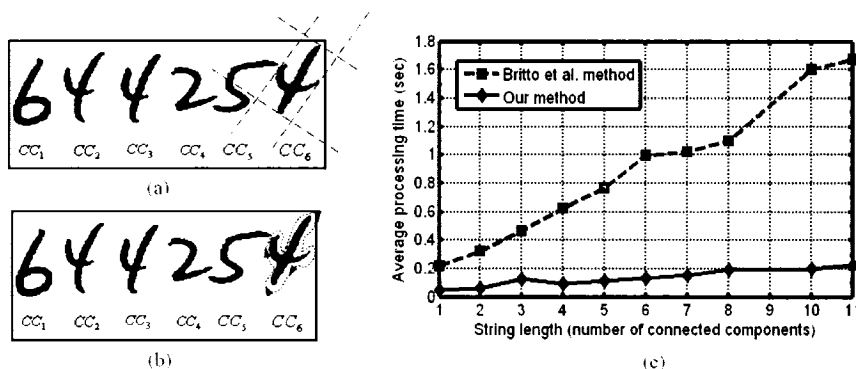 644254
CC₁ CC₂ CC₃ CC₄ CC₅ CC₆
(a)
644254
CC₁ CC₂ CC₃ CC₄ CC₅ CC₆
(b)
Average processing time (sec)
1.8
1.6
1.4
1.2
1
0.8
0.6
0.4
0.2
0
Britto et al. method
Our method
1 2 3 4 5 6 7 8 9 10 11
String length (number of connected components)
(c)